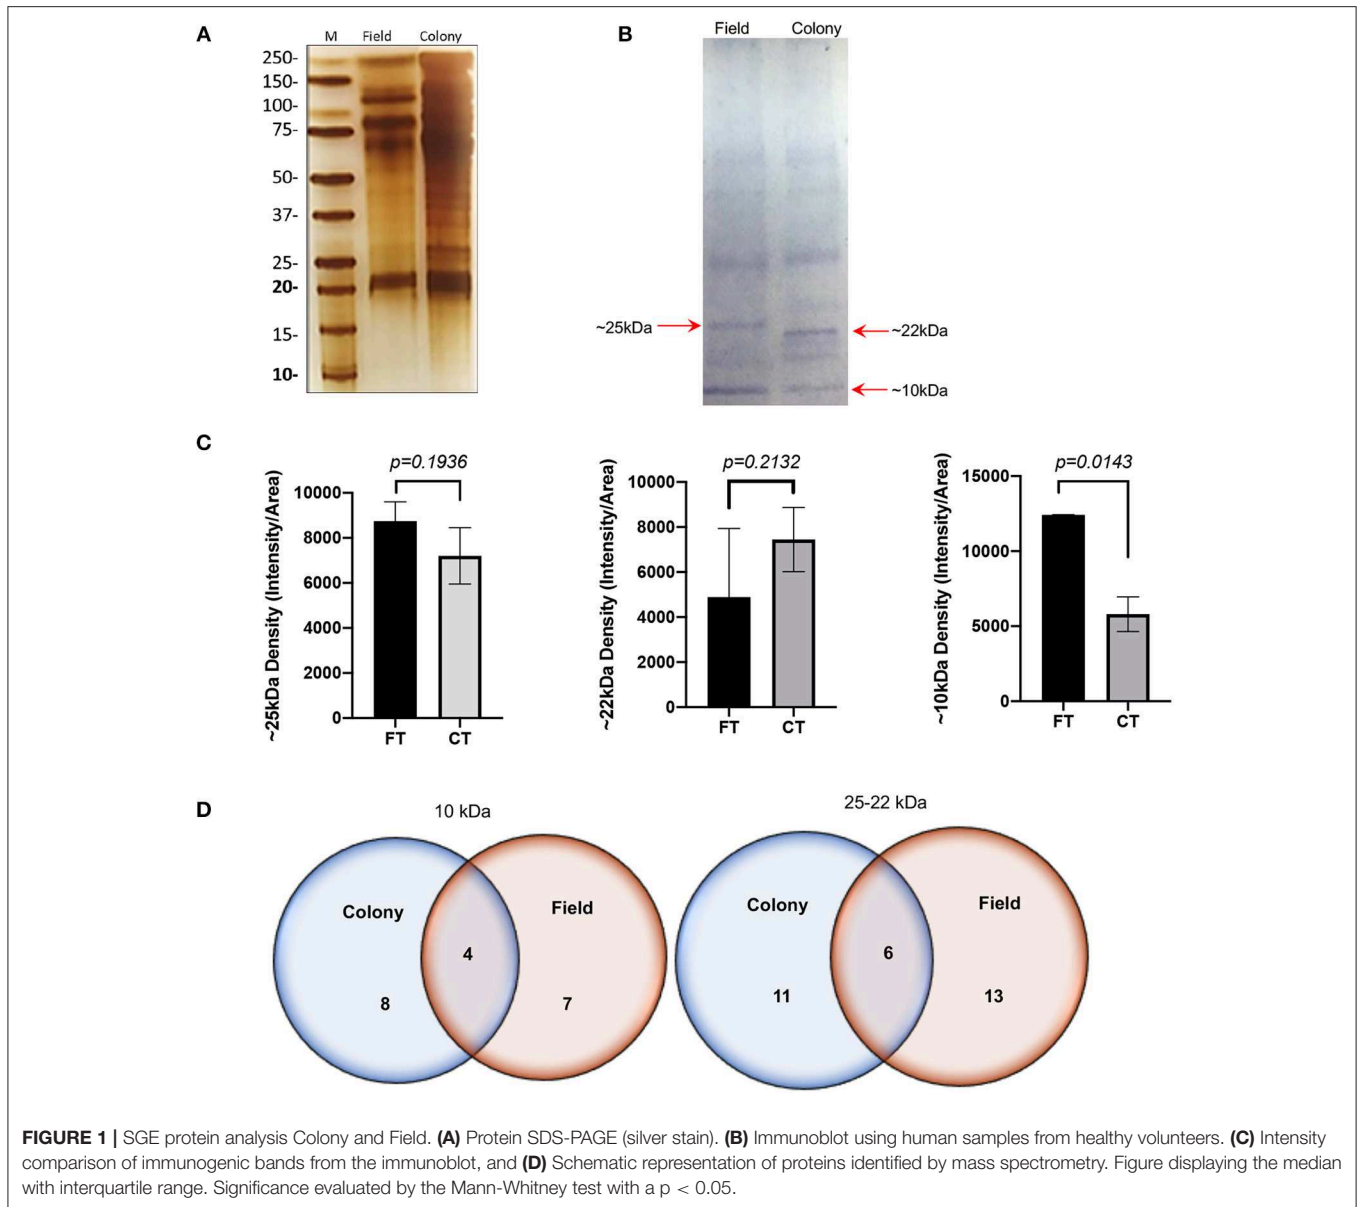 A
M Field Colony
250-
150-
100-
75-
50-
37-
25-
20-
15-
10-
B
Field Colony
~25kDa
~22kDa
~10kDa
C
~25kDa Density (Intensity/Area)
p=0.1936
10000
8000
6000
4000
2000
0
FT CT
~22kDa Density (Intensity/Area)
p=0.2132
10000
8000
6000
4000
2000
0
FT CT
~10kDa Density (Intensity/Area)
p=0.0143
15000
10000
5000
0
FT CT
D
10 kDa
Colony
Field
4
8
7
25-22 kDa
Colony
Field
6
11
13
FIGURE 1 | SGE protein analysis Colony and Field. (A) Protein SDS-PAGE (silver stain). (B) Immunoblot using human samples from healthy volunteers. (C) Intensity
comparison of immunogenic bands from the immunoblot, and (D) Schematic representation of proteins identified by mass spectrometry. Figure displaying the median
with interquartile range. Significance evaluated by the Mann-Whitney test with a p < 0.05.